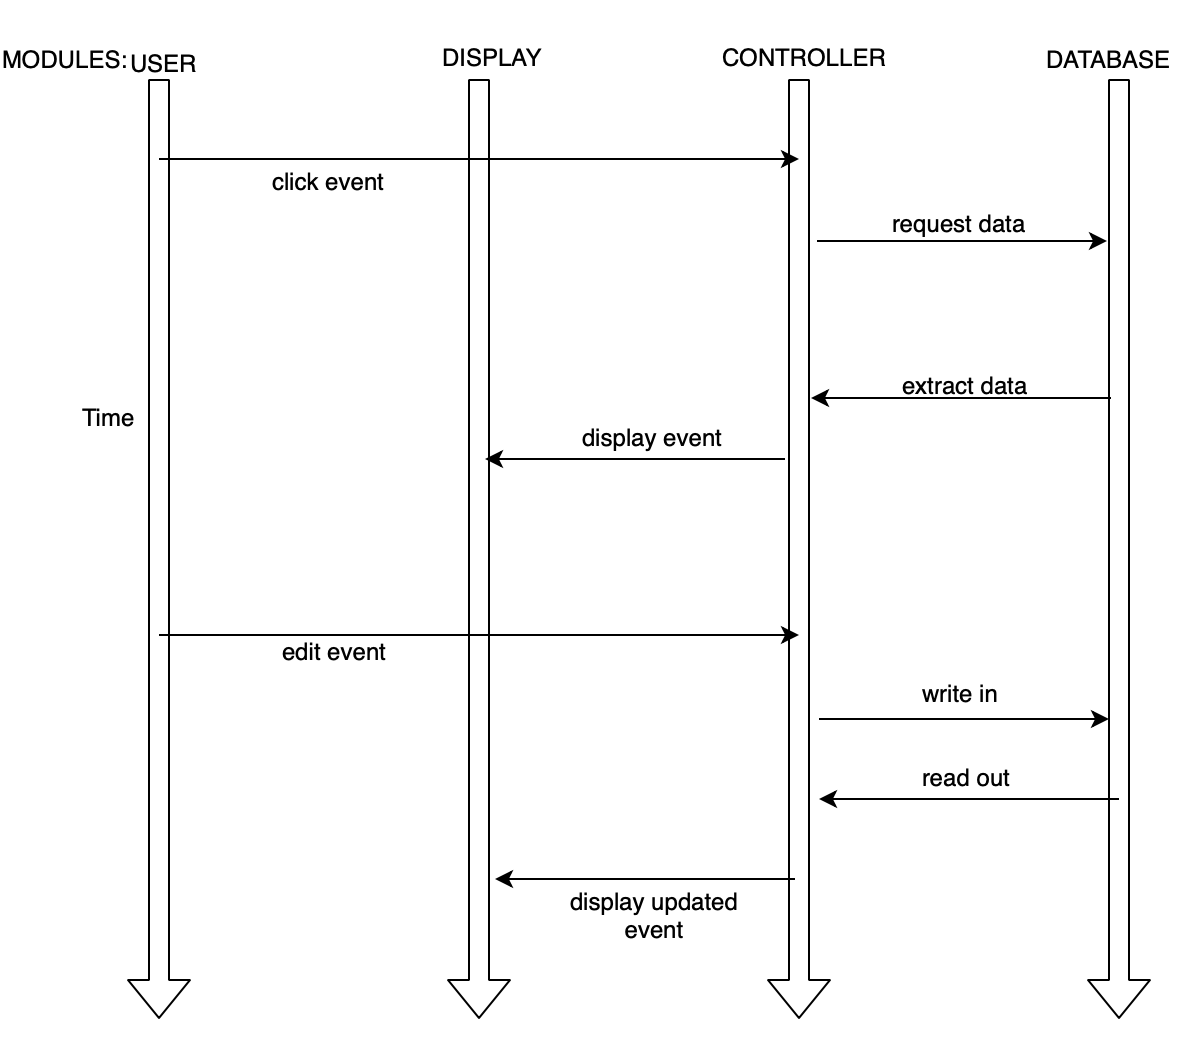 MODULES: USER DISPLAY CONTROLLER DATABASE
click event
request data
extract data
Time
display event
edit event
write in
read out
display updated
event